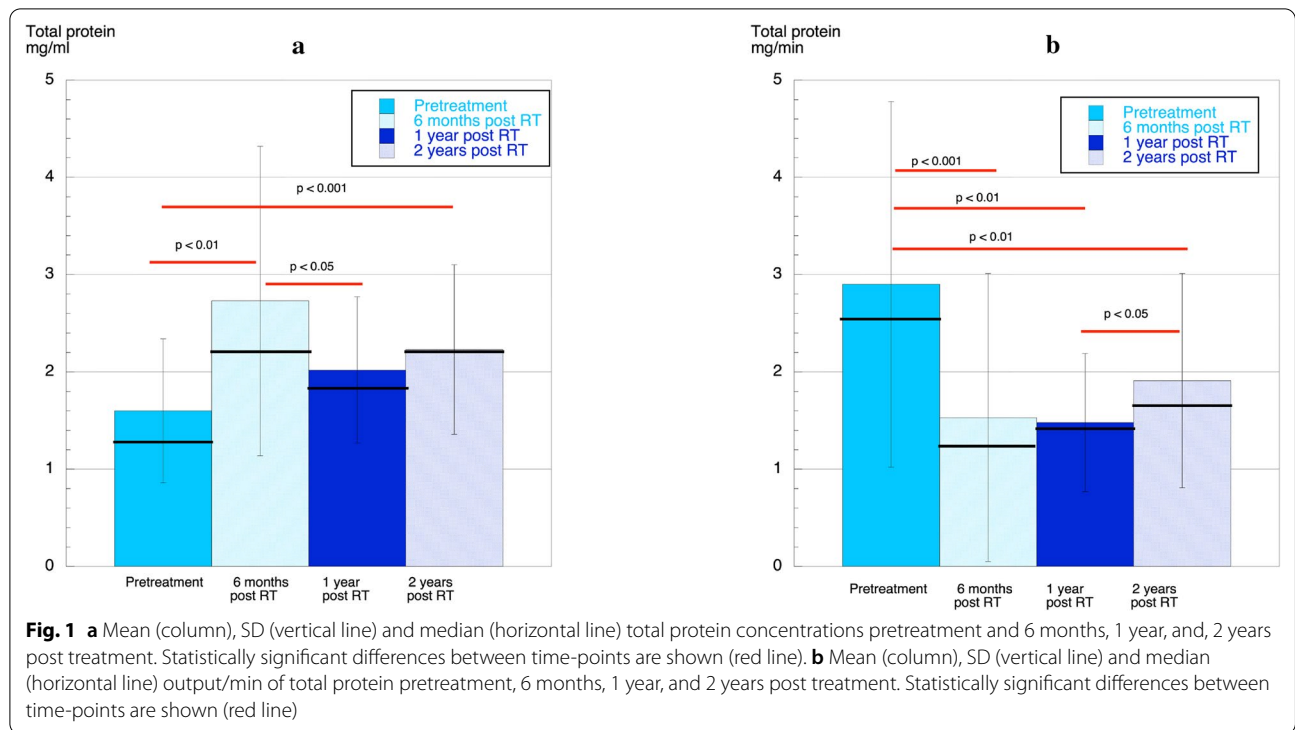 Total protein
mg/ml
a
5
4
3
2
1
0
Pretreatment
6 months post RT
1 year post RT
2 years post RT
p < 0.001
p < 0.01
p < 0.05
Pretreatment
6 months
post RT
1 year
post RT
2 years
post RT
Total protein
mg/min
b
5
4
3
2
1
0
Pretreatment
6 months post RT
1 year post RT
2 years post RT
p < 0.001
p < 0.01
p < 0.01
p < 0.05
Pretreatment
6 months
post RT
1 year
post RT
2 years
post RT
Fig. 1 a Mean (column), SD (vertical line) and median (horizontal line) total protein concentrations pretreatment and 6 months, 1 year, and, 2 years
post treatment. Statistically significant differences between time-points are shown (red line). b Mean (column), SD (vertical line) and median
(horizontal line) output/min of total protein pretreatment, 6 months, 1 year, and 2 years post treatment. Statistically significant differences between
time-points are shown (red line)